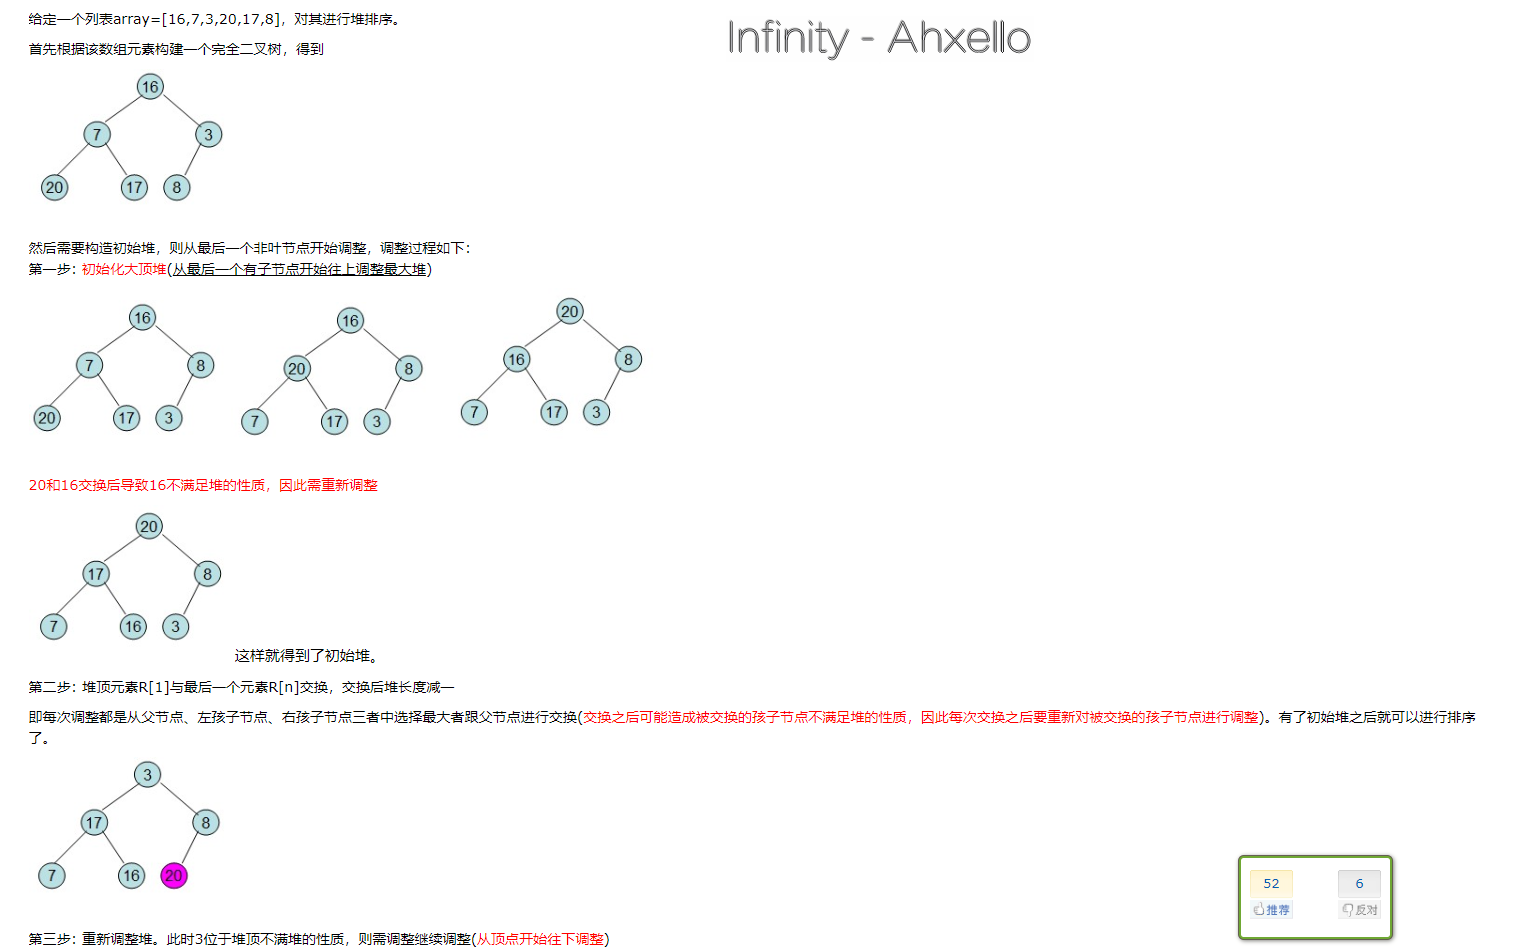 给定一个列表array=[16,7,3,20,17,8]，对其进行堆排序。
Infinity - Ahxello
首先根据该数组元素构建一个完全二叉树，得到
16
7 3
20 17 8
然后需要构造初始堆，则从最后一个非叶节点开始调整，调整过程如下：
第一步: 初始化大顶堆(从最后一个有子节点开始往上调整最大堆)
16
7 8
20 17 3
16
20 8
7 17 3
20
16 8
7 17 3
20和16交换后导致16不满足堆的性质，因此需重新调整
20
17 8
7 16 3
这样就得到了初始堆。
第二步: 堆顶元素R[1]与最后一个元素R[n]交换，交换后堆长度减一
即每次调整都是从父节点、左孩子节点、右孩子节点三者中选择最大者跟父节点进行交换(交换之后可能造成被交换的孩子节点不满足堆的性质，因此每次交换之后要重新对被交换的孩子节点进行调整)。有了初始堆之后就可以进行排序
了。
3
17 8
7 16 20
52 6
推荐 反对
第三步: 重新调整堆。此时3位于堆顶不满堆的性质，则需调整继续调整(从顶点开始往下调整)